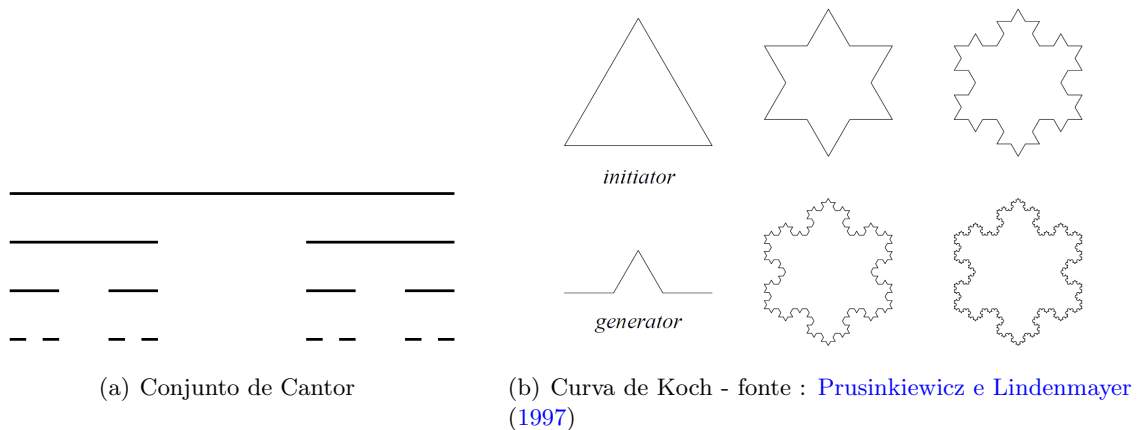 initiator
generator
(a) Conjunto de Cantor
(b) Curva de Koch - fonte : Prusinkiewicz e Lindenmayer
(1997)